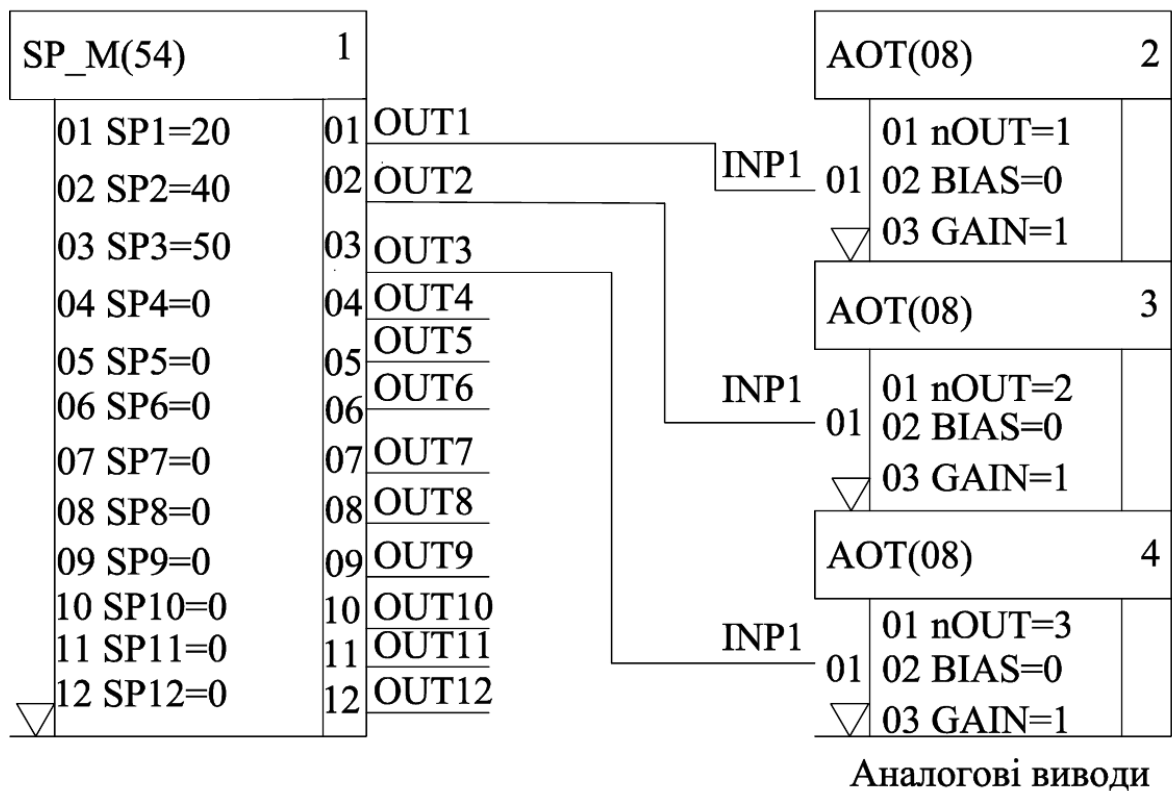 SP_M(54) 1
01 SP1=20
02 SP2=40
03 SP3=50
04 SP4=0
05 SP5=0
06 SP6=0
07 SP7=0
08 SP8=0
09 SP9=0
10 SP10=0
11 SP11=0
12 SP12=0
01 OUT1
02 OUT2
03 OUT3
04 OUT4
05 OUT5
06 OUT6
07 OUT7
08 OUT8
09 OUT9
10 OUT10
11 OUT11
12 OUT12
AOT(08) 2
INP1
01
01 nOUT=1
02 BIAS=0
03 GAIN=1
AOT(08) 3
INP1
01
01 nOUT=2
02 BIAS=0
03 GAIN=1
AOT(08) 4
INP1
01
01 nOUT=3
02 BIAS=0
03 GAIN=1
Аналогові виводи